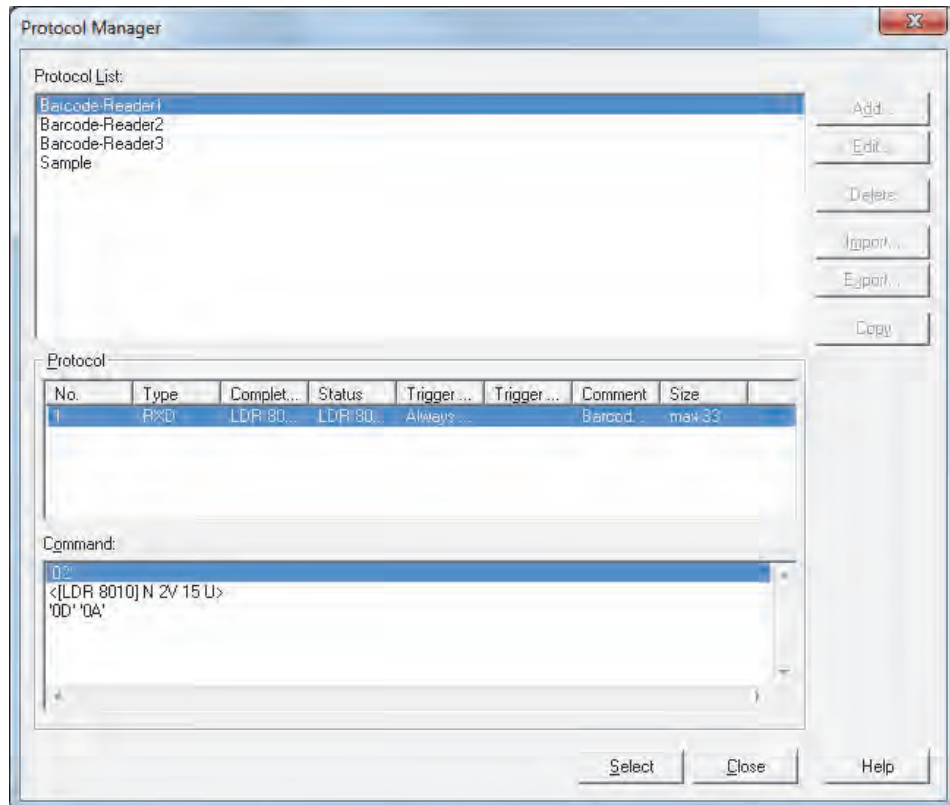 Protocol Manager
Protocol List:
Barcode-Reader1
Barcode-Reader2
Barcode-Reader3
Sample
Add...
Edit...
Delete
Import...
Export...
Copy
Protocol
No. Type Complet... Status Trigger ... Trigger ... Comment Size
1 RXD LDR 80... LDR 80... Always ... Barcod... max 33
Command:
'02'
<[LDR 8010] N 2V 15 U>
'0D' '0A'
Select Close Help